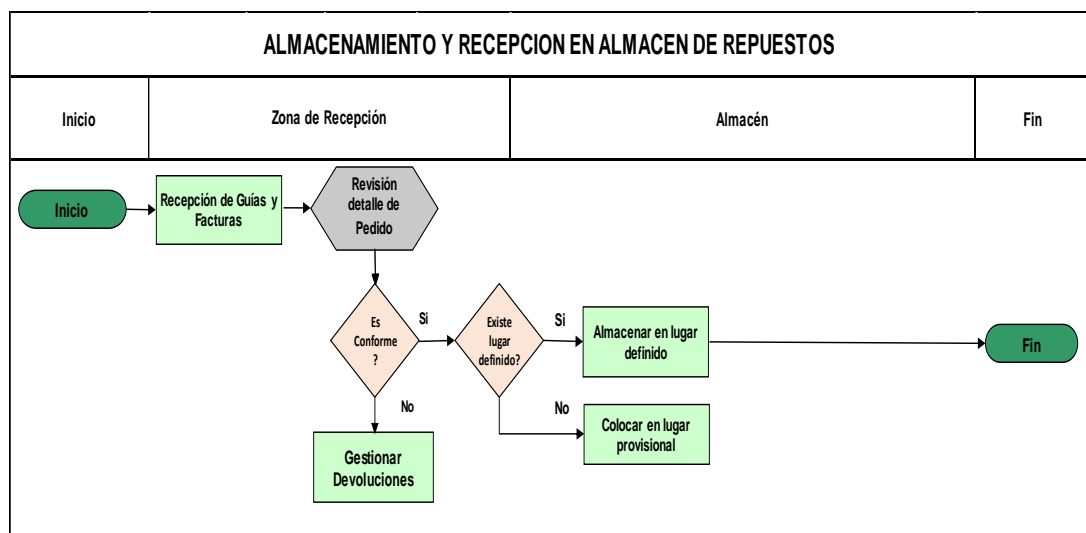 ALMACENAMIENTO Y RECEPCION EN ALMACEN DE REPUESTOS
Inicio
Zona de Recepción
Almacén
Fin
Inicio
Recepción de Guías y
Facturas
Revisión
detalle de
Pedido
Es
Conforme
?
Si
Existe
lugar
definido?
Si
Almacenar en lugar
definido
Fin
No
Gestionar
Devoluciones
No
Colocar en lugar
provisional